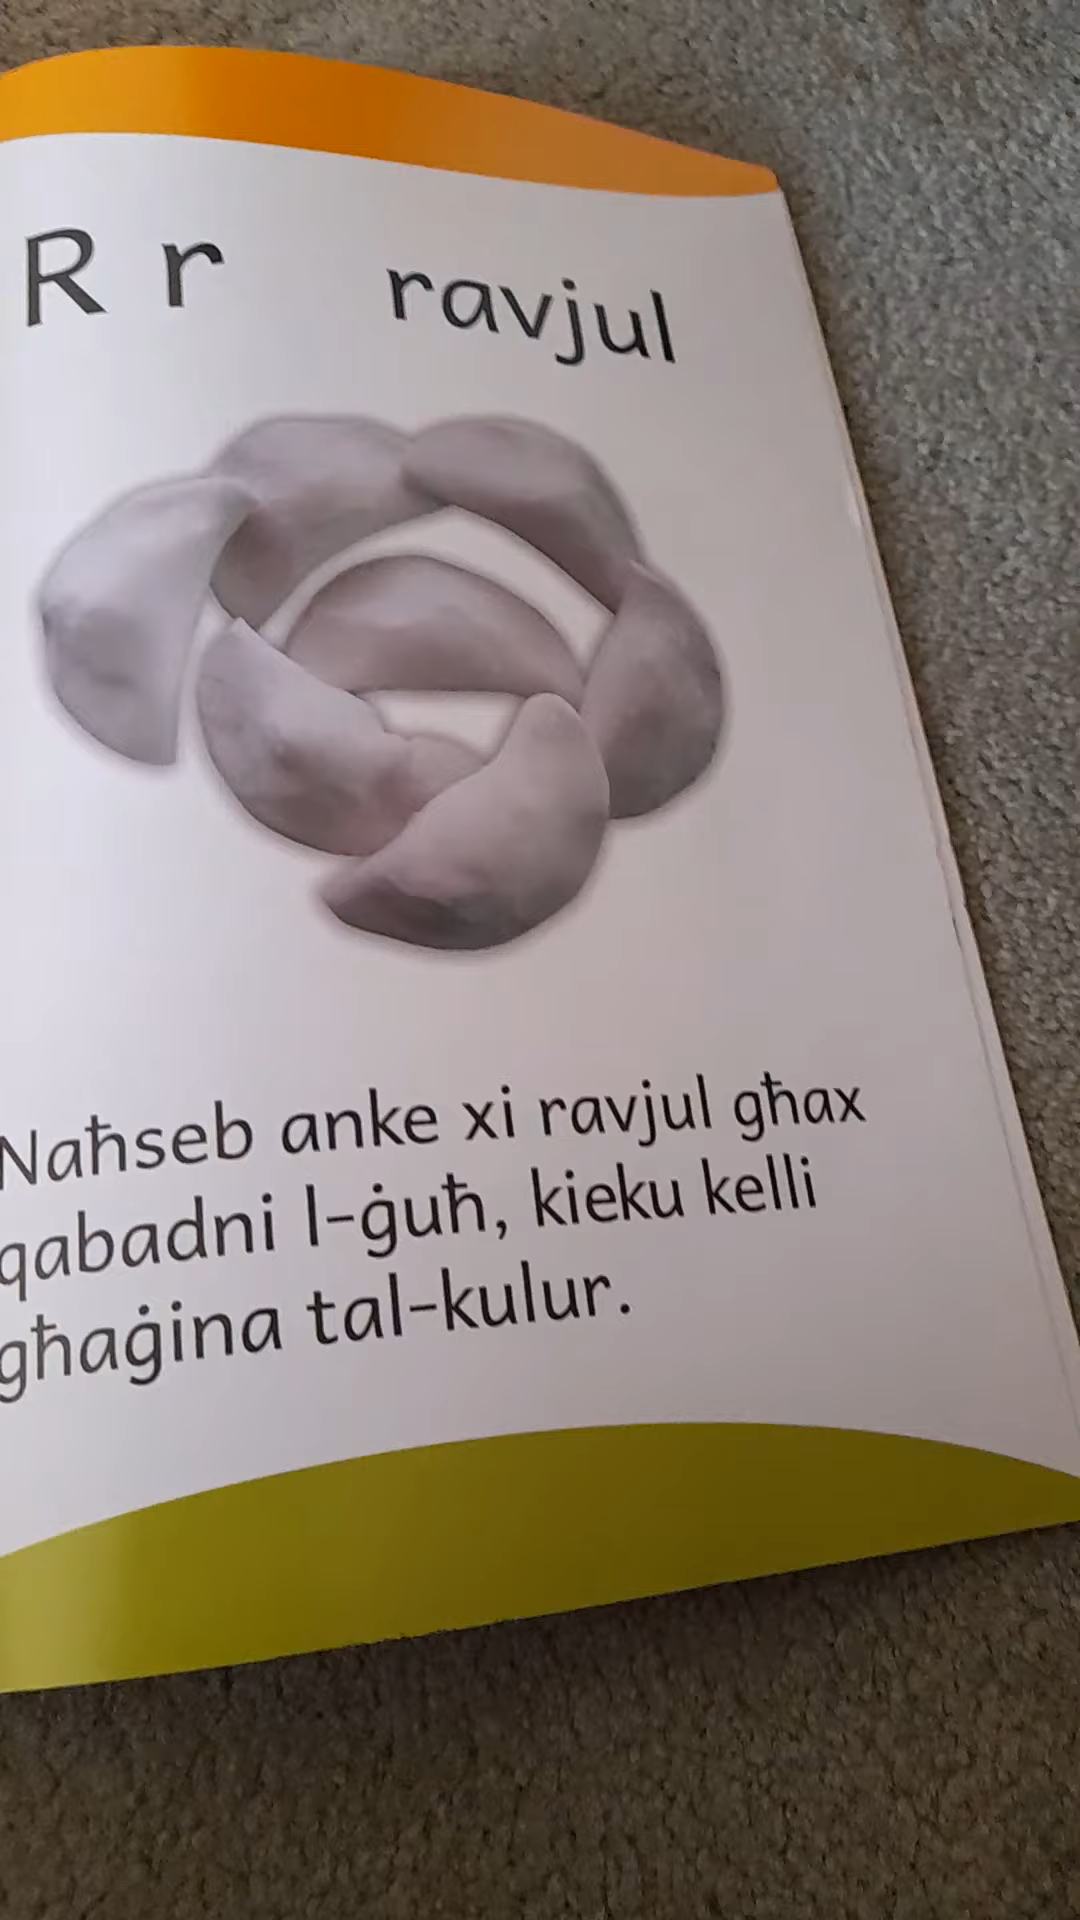 R r ravjul
Naħseb anke xi ravjul għax
qabadni l-ġuħ, kieku kelli
għaġina tal-kulur.